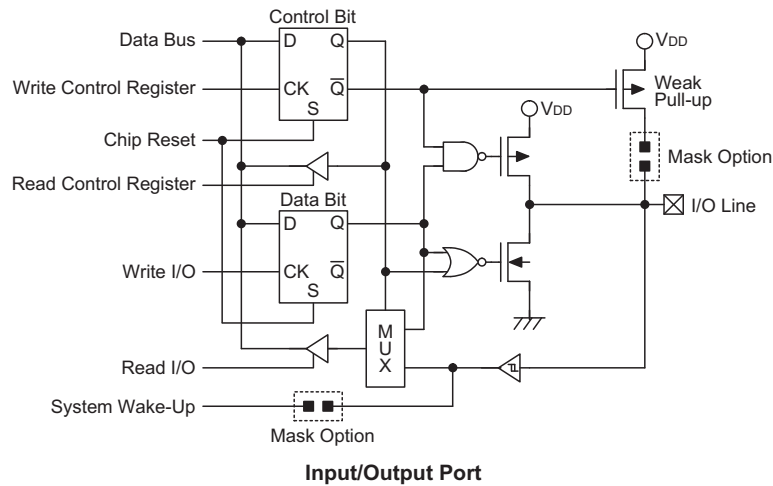 Control Bit
Data Bus
D
Q
VDD
Write Control Register
CK
Q
Weak
Pull-up
S
VDD
Chip Reset
Mask Option
Read Control Register
Data Bit
D
Q
I/O Line
Write I/O
CK
Q
S
M
U
X
Read I/O
System Wake-Up
Mask Option
Input/Output Port